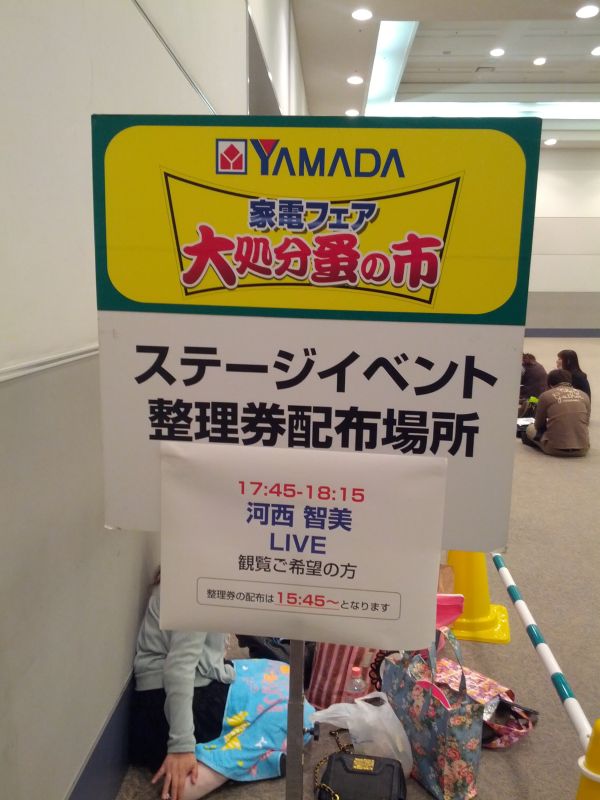 YAMADA
家電フェア
大処分蚤の市
ステージイベント
整理券配布場所
17:45-18:15
河西 智美
LIVE
観覧ご希望の方
整理券の配布は15:45～となります